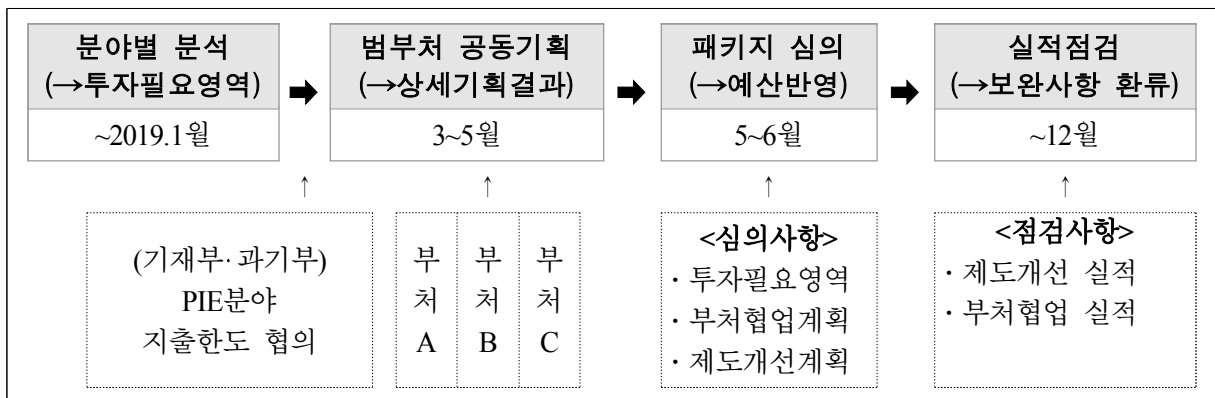 분야별 분석
(→투자필요영역)
~2019.1월
➡
범부처 공동기획
(→상세기획결과)
3~5월
➡
패키지 심의
(→예산반영)
5~6월
➡
실적점검
(→보완사항 환류)
~12월
↑
↑
↑
↑
(기재부·과기부)
PIE분야
지출한도 협의
부처 A
부처 B
부처 C
<심의사항>
· 투자필요영역
· 부처협업계획
· 제도개선계획
<점검사항>
· 제도개선 실적
· 부처협업 실적